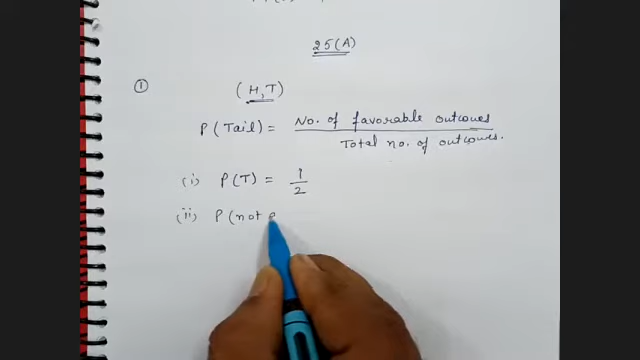 25(A)
① (H,T)
P(Tail) = No. of favorable outcomes
Total no. of outcomes.
(i) P(T) = 1/2
(ii) P(not